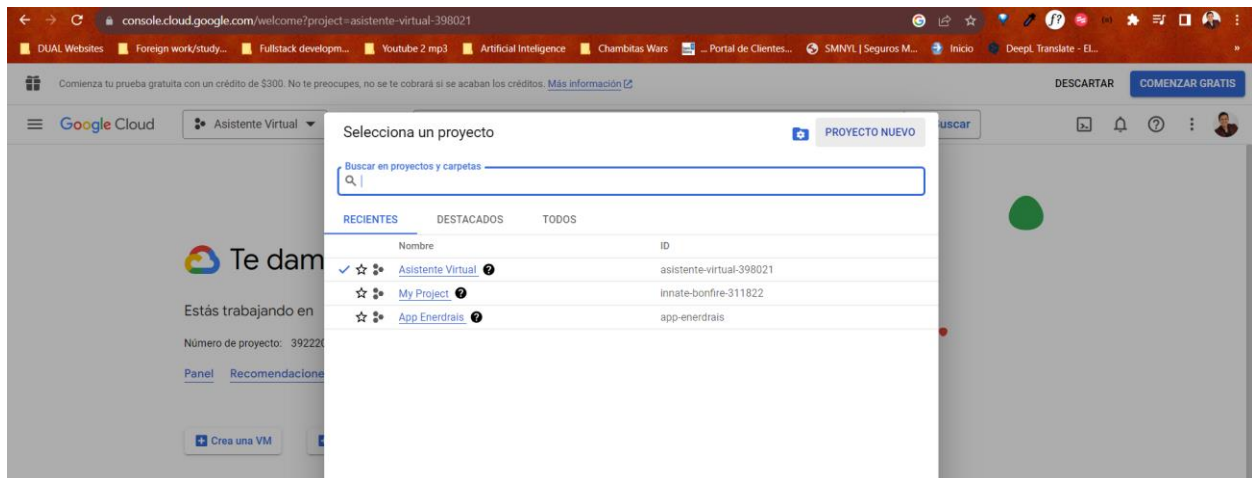 console.cloud.google.com/welcome?project=asistente-virtual-398021
DUAL Websites Foreign work/study... Fullstack developm... Youtube 2 mp3 Artificial Inteligence Chambitas Wars ... Portal de Clientes... SMNYL | Seguros M... Inicio DeepL Translate - El...
Comienza tu prueba gratuita con un crédito de $300. No te preocupes, no se te cobrará si se acaban los créditos. Más información
DESCARTAR
COMENZAR GRATIS
Google Cloud
Asistente Virtual
uscar
Selecciona un proyecto
PROYECTO NUEVO
Buscar en proyectos y carpetas
RECIENTES DESTACADOS TODOS
Nombre ID
Asistente Virtual asistente-virtual-398021
My Project innate-bonfire-311822
App Enerdrais app-enerdrais
Te dam
Estás trabajando en
Número de proyecto: 39222
Panel Recomendacione
Crea una VM